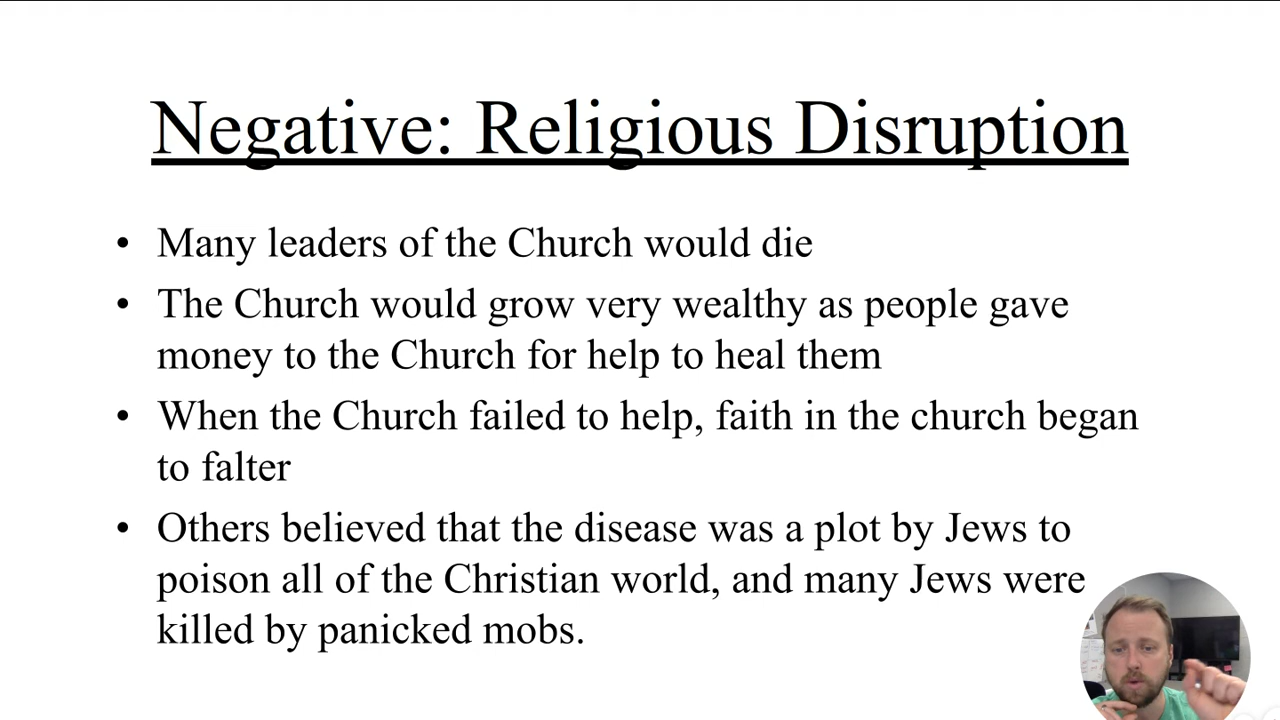 Negative: Religious Disruption
• Many leaders of the Church would die
• The Church would grow very wealthy as people gave
money to the Church for help to heal them
• When the Church failed to help, faith in the church began
to falter
• Others believed that the disease was a plot by Jews to
poison all of the Christian world, and many Jews were
killed by panicked mobs.